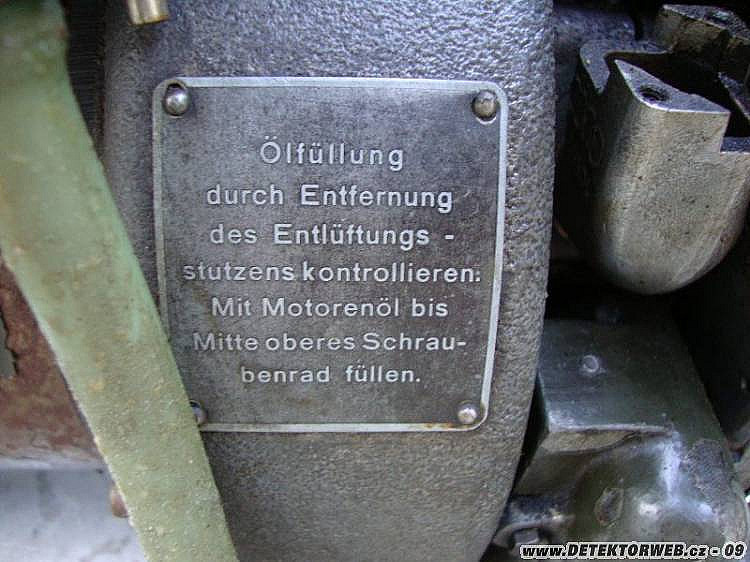 Ölfüllung
durch Entfernung
des Entlüftungs -
stutzens kontrollieren.
Mit Motorenöl bis
Mitte oberes Schrau-
benrad füllen.
www.DETEKTORWEB.cz - 09